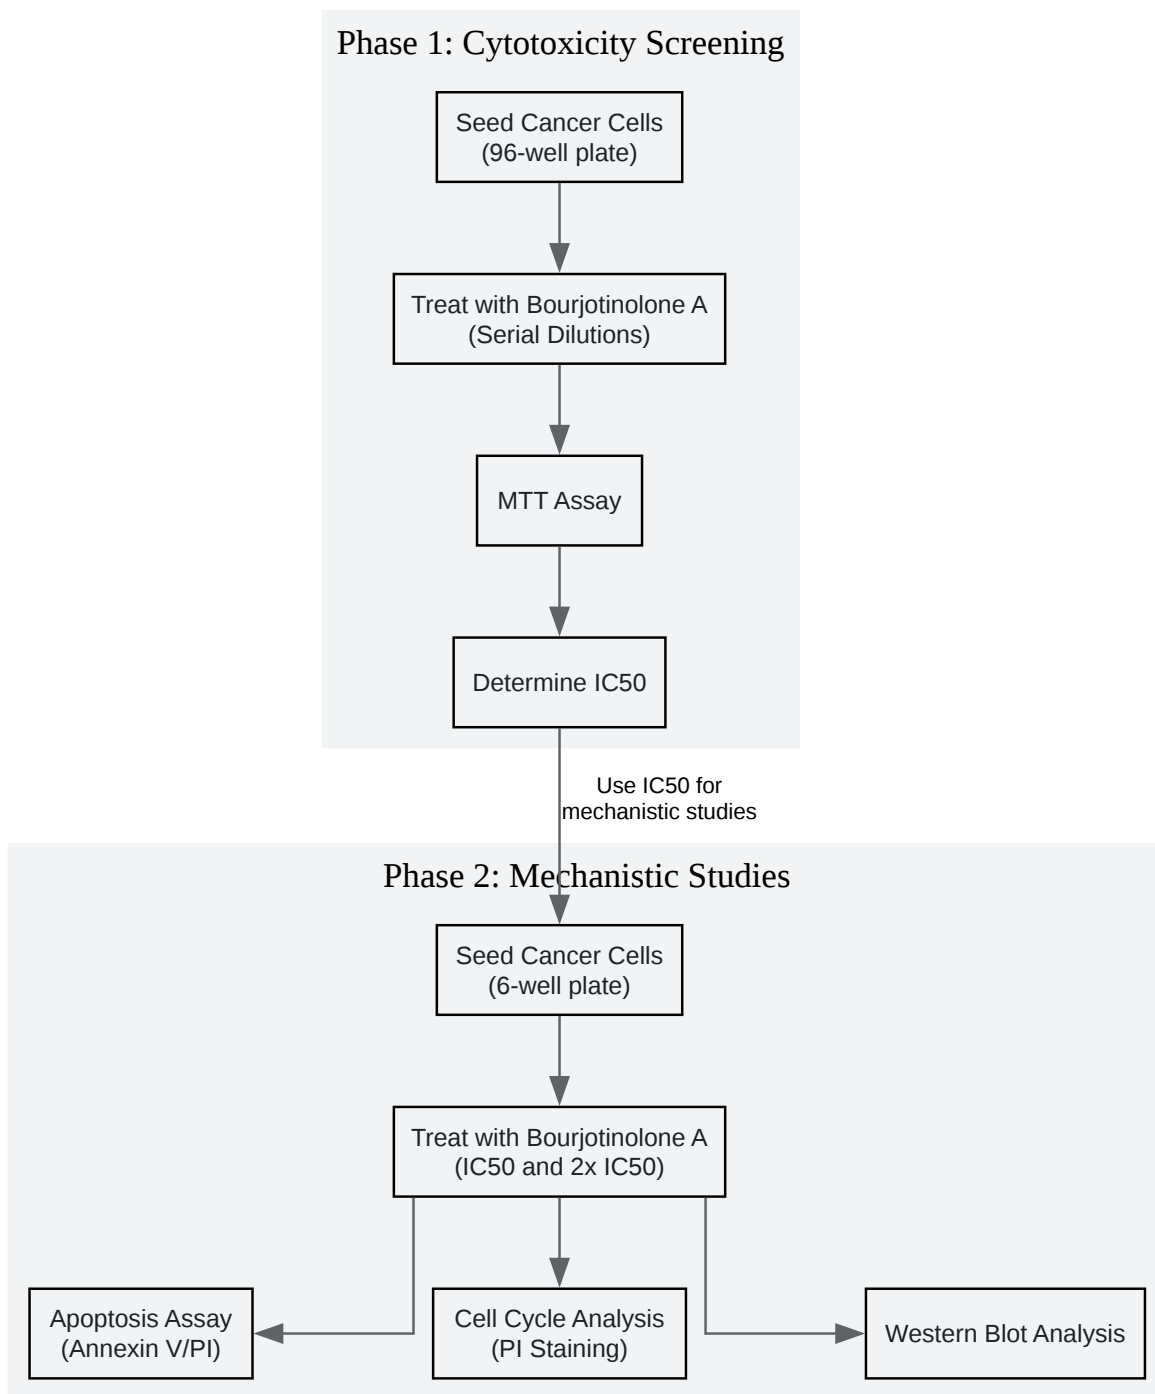 Phase 1: Cytotoxicity Screening
Seed Cancer Cells
(96-well plate)
Treat with Bourjotinolone A
(Serial Dilutions)
MTT Assay
Determine IC50
Use IC50 for
mechanistic studies
Phase 2: Mechanistic Studies
Seed Cancer Cells
(6-well plate)
Treat with Bourjotinolone A
(IC50 and 2x IC50)
Apoptosis Assay
(Annexin V/PI)
Cell Cycle Analysis
(PI Staining)
Western Blot Analysis